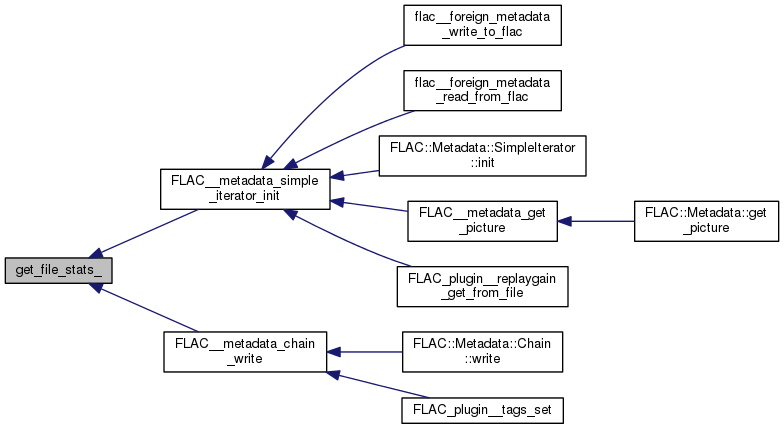 flac__foreign_metadata
_write_to_flac
flac__foreign_metadata
_read_from_flac
FLAC::Metadata::SimpleIterator
::init
FLAC__metadata_simple
_iterator_init
FLAC__metadata_get
_picture
FLAC::Metadata::get
_picture
get_file_stats_
FLAC_plugin__replaygain
_get_from_file
FLAC__metadata_chain
_write
FLAC::Metadata::Chain
::write
FLAC_plugin__tags_set